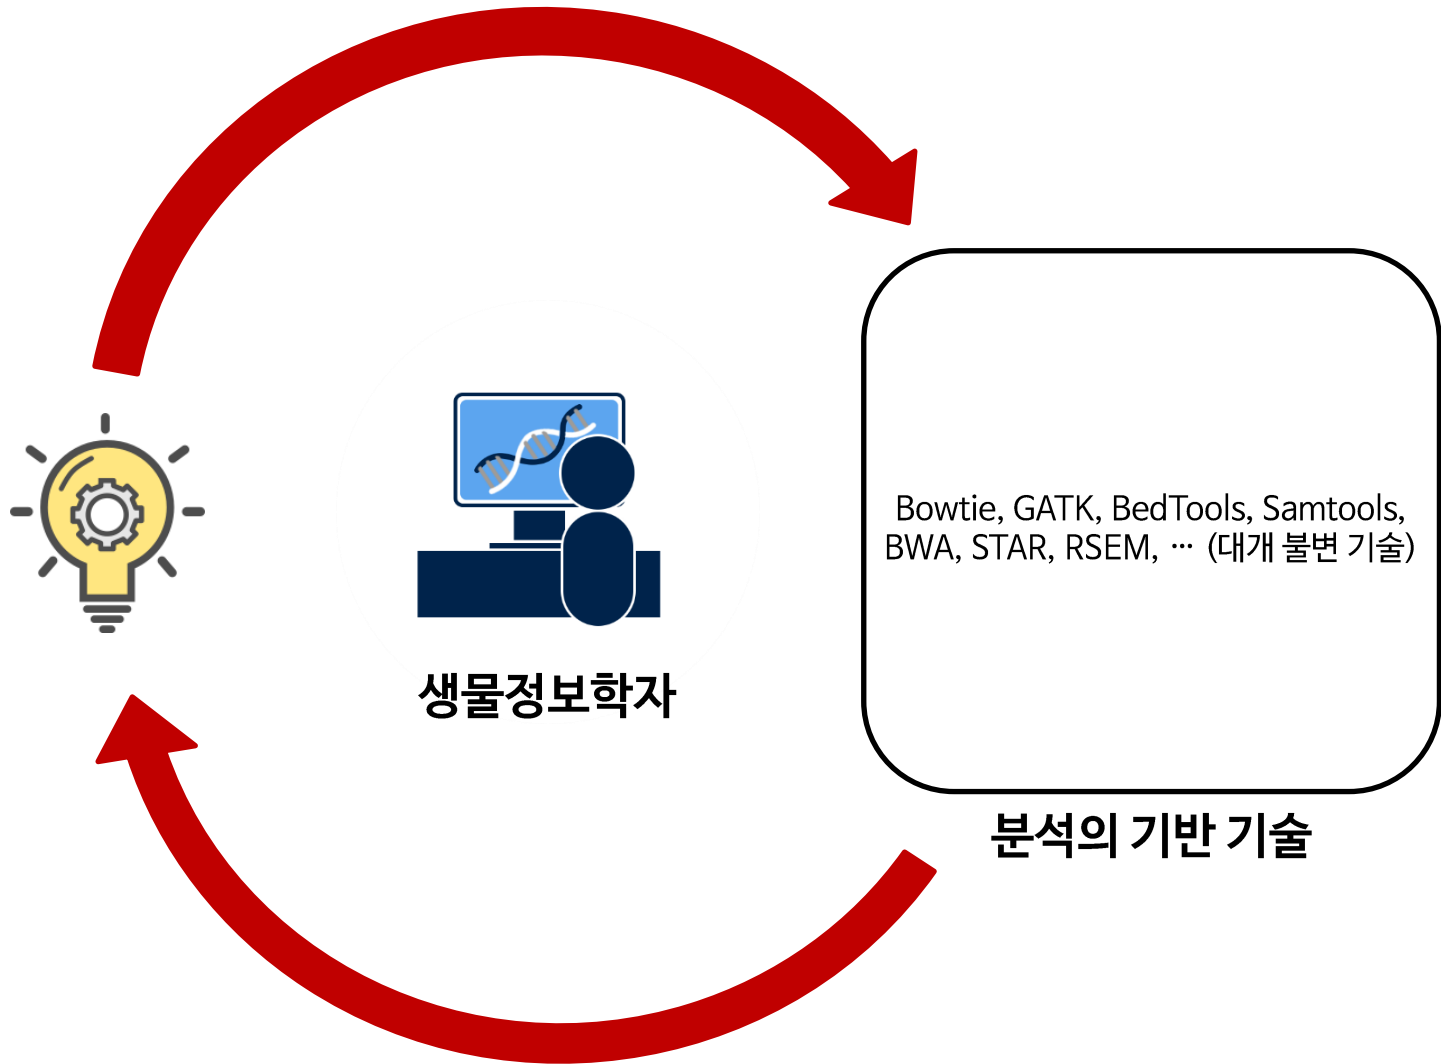 Bowtie, GATK, BedTools, Samtools,
BWA, STAR, RSEM, ··· (대개 불변 기술)
생물정보학자
분석의 기반 기술